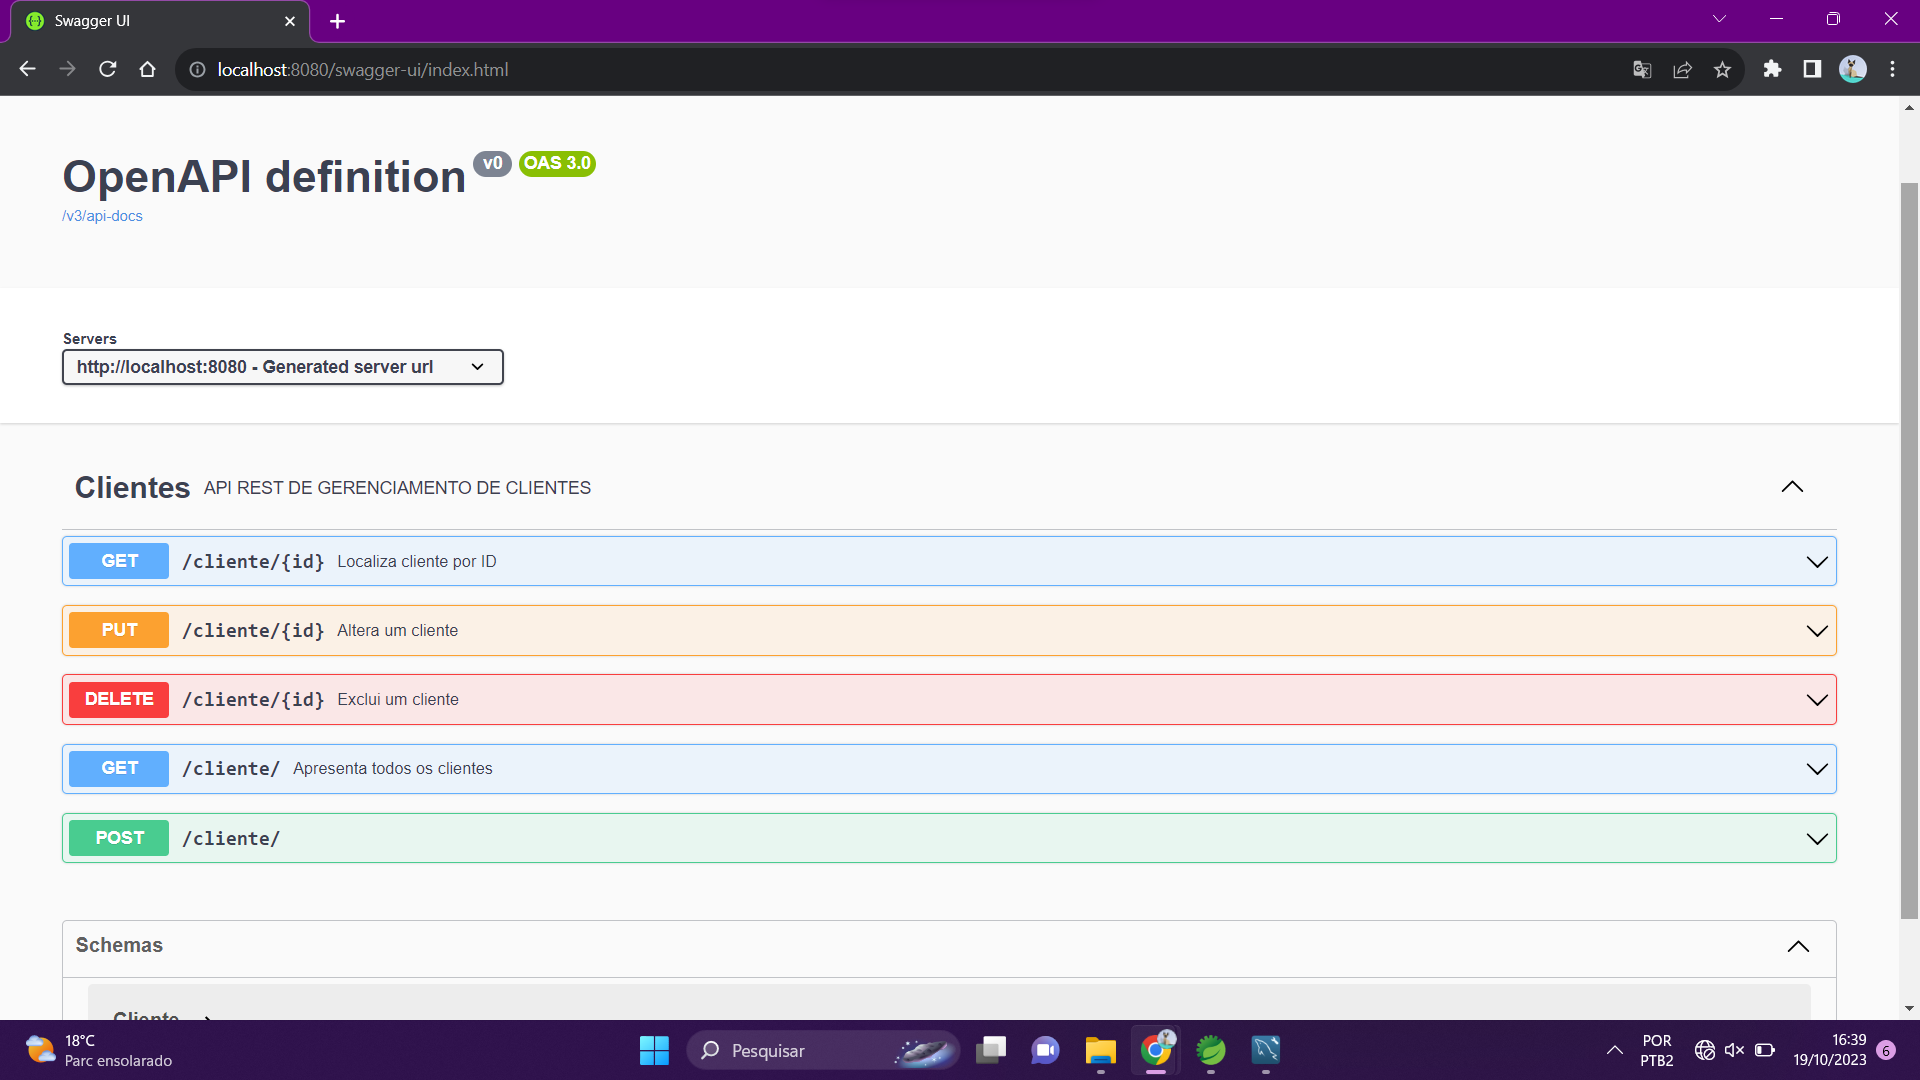 Swagger UI
localhost:8080/swagger-ui/index.html
OpenAPI definition v0 OAS 3.0
/v3/api-docs
Servers
http://localhost:8080 - Generated server url
Clientes API REST DE GERENCIAMENTO DE CLIENTES
GET /cliente/{id} Localiza cliente por ID
PUT /cliente/{id} Altera um cliente
DELETE /cliente/{id} Exclui um cliente
GET /cliente/ Apresenta todos os clientes
POST /cliente/
Schemas
Cliente
18°C
Parc ensolarado
Pesquisar
POR
PTB2
16:39
19/10/2023
6